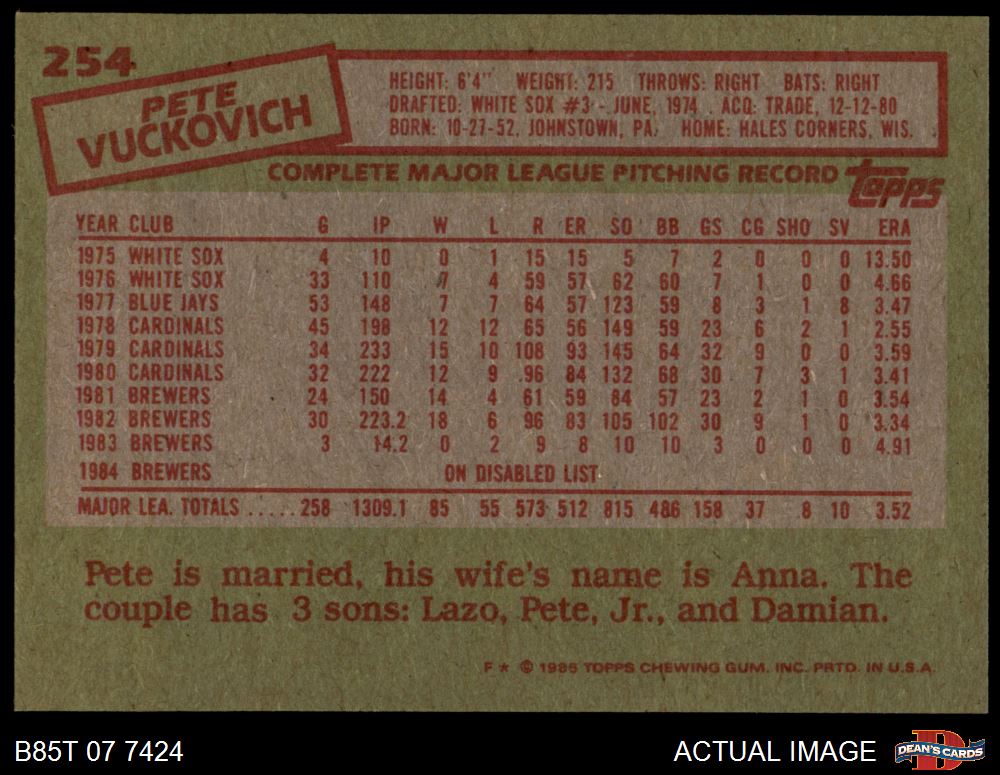 254
PETE
VUCKOVICH
HEIGHT: 6'4" WEIGHT: 215 THROWS: RIGHT BATS: RIGHT
DRAFTED: WHITE SOX #3 - JUNE, 1974 . ACQ: TRADE, 12-12-80
BORN: 10-27-52, JOHNSTOWN, PA. HOME: HALES CORNERS, WIS.
COMPLETE MAJOR LEAGUE PITCHING RECORD topps
YEAR CLUB G IP W L R ER SO BB GS CG SHO SV ERA
1975 WHITE SOX 4 10 0 1 15 15 5 7 2 0 0 0 13.50
1976 WHITE SOX 33 110 7 4 59 57 62 60 7 1 0 0 4.66
1977 BLUE JAYS 53 148 7 7 64 57 123 59 8 3 1 8 3.47
1978 CARDINALS 45 198 12 12 65 56 149 59 23 6 2 1 2.55
1979 CARDINALS 34 233 15 10 108 93 145 64 32 9 0 0 3.59
1980 CARDINALS 32 222 12 9 96 84 132 68 30 7 3 1 3.41
1981 BREWERS 24 150 14 4 61 59 84 57 23 2 1 0 3.54
1982 BREWERS 30 223.2 18 6 96 83 105 102 30 9 1 0 3.34
1983 BREWERS 3 14.2 0 2 9 8 10 10 3 0 0 0 4.91
1984 BREWERS ON DISABLED LIST
MAJOR LEA. TOTALS ..... 258 1309.1 85 55 573 512 815 486 158 37 8 10 3.52
Pete is married, his wife's name is Anna. The
couple has 3 sons: Lazo, Pete, Jr., and Damian.
F * © 1985 TOPPS CHEWING GUM, INC. PRTD. IN U.S.A.
B85T 07 7424 ACTUAL IMAGE D DEAN'S CARDS